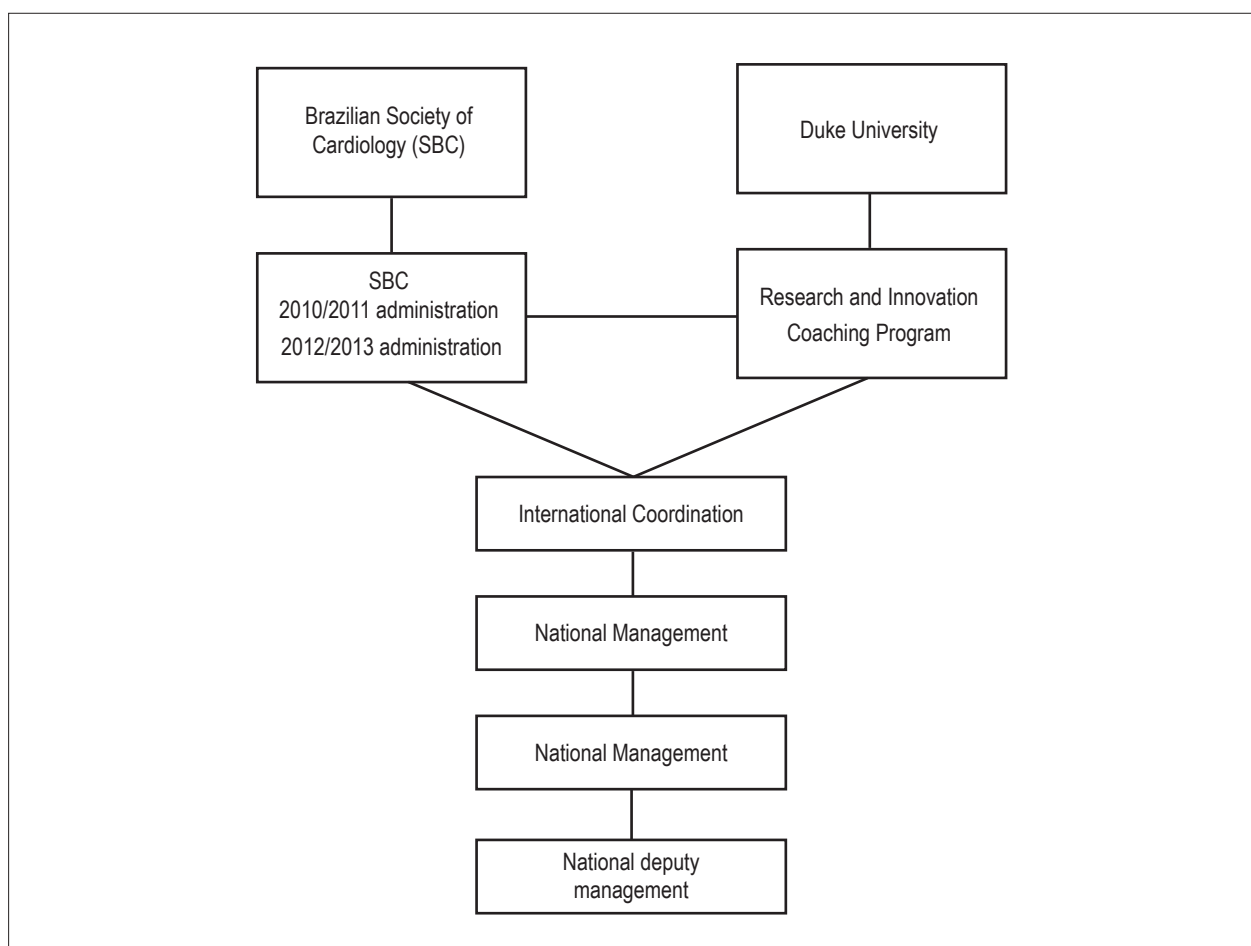 Brazilian Society of
Cardiology (SBC)
Duke University
SBC
2010/2011 administration
2012/2013 administration
Research and Innovation
Coaching Program
International Coordination
National Management
National Management
National deputy
management